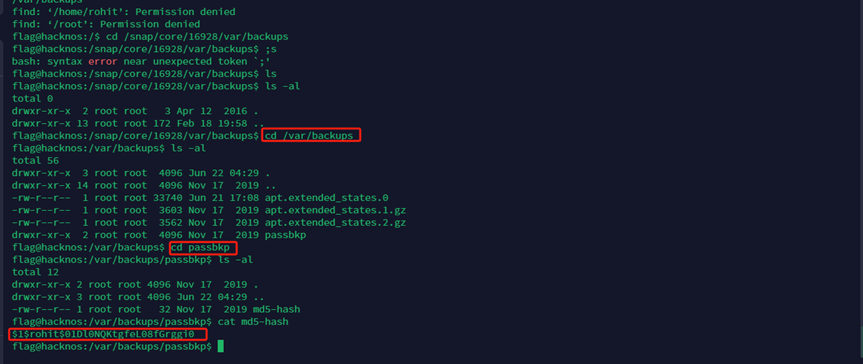 /var/backups
find: ‘/home/rohit’: Permission denied
find: ‘/root’: Permission denied
flag@hacknos:/$ cd /snap/core/16928/var/backups
flag@hacknos:/snap/core/16928/var/backups$ ;s
bash: syntax error near unexpected token `;'
flag@hacknos:/snap/core/16928/var/backups$ ls
flag@hacknos:/snap/core/16928/var/backups$ ls -al
total 0
drwxr-xr-x  2 root root   3 Apr 12  2016 .
drwxr-xr-x 13 root root 172 Feb 18 19:58 ..
flag@hacknos:/snap/core/16928/var/backups$ cd /var/backups
flag@hacknos:/var/backups$ ls -al
total 56
drwxr-xr-x  3 root root  4096 Jun 22 04:29 .
drwxr-xr-x 14 root root  4096 Nov 17  2019 ..
-rw-r--r--  1 root root 33740 Jun 21 17:08 apt.extended_states.0
-rw-r--r--  1 root root  3603 Nov 17  2019 apt.extended_states.1.gz
-rw-r--r--  1 root root  3562 Nov 17  2019 apt.extended_states.2.gz
drwxr-xr-x  2 root root  4096 Nov 17  2019 passbkp
flag@hacknos:/var/backups$ cd passbkp
flag@hacknos:/var/backups/passbkp$ ls -al
total 12
drwxr-xr-x 2 root root 4096 Nov 17  2019 .
drwxr-xr-x 3 root root 4096 Jun 22 04:29 ..
-rw-r--r-- 1 root root   32 Nov 17  2019 md5-hash
flag@hacknos:/var/backups/passbkp$ cat md5-hash
$1$rohit$01Dl0NQKtgfeL08fGrggi0
flag@hacknos:/var/backups/passbkp$